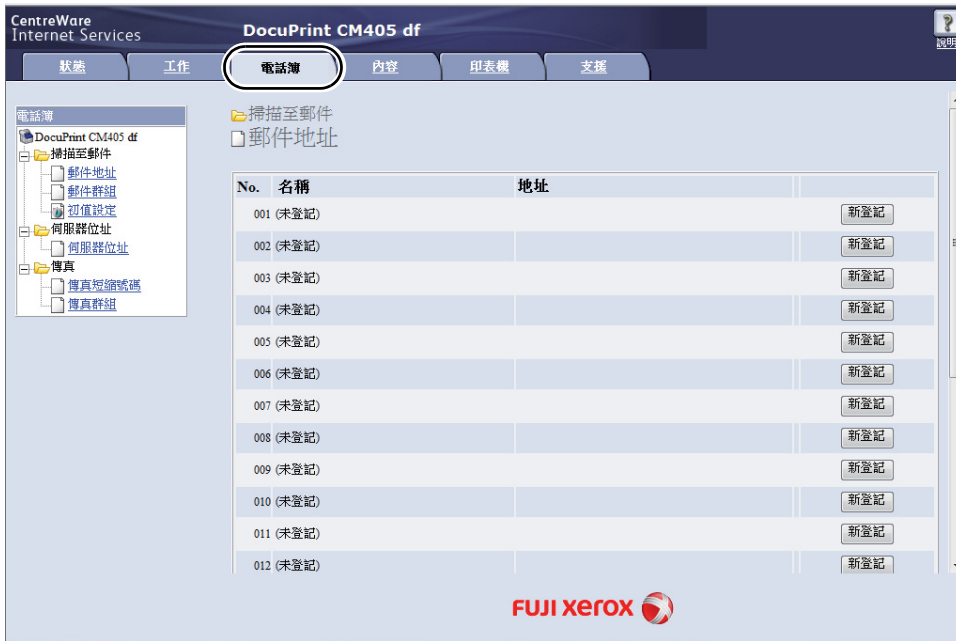 CentreWare
Internet Services
DocuPrint CM405 df
?
說明
狀態 工作 電話簿 內容 印表機 支援
電話簿
DocuPrint CM405 df
掃描至郵件
郵件地址
郵件群組
初值設定
伺服器位址
伺服器位址
傳真
傳真短縮號碼
傳真群組
掃描至郵件
郵件地址
No. 名稱 地址
001 (未登記) 新登記
002 (未登記) 新登記
003 (未登記) 新登記
004 (未登記) 新登記
005 (未登記) 新登記
006 (未登記) 新登記
007 (未登記) 新登記
008 (未登記) 新登記
009 (未登記) 新登記
010 (未登記) 新登記
011 (未登記) 新登記
012 (未登記) 新登記
FUJI xerox